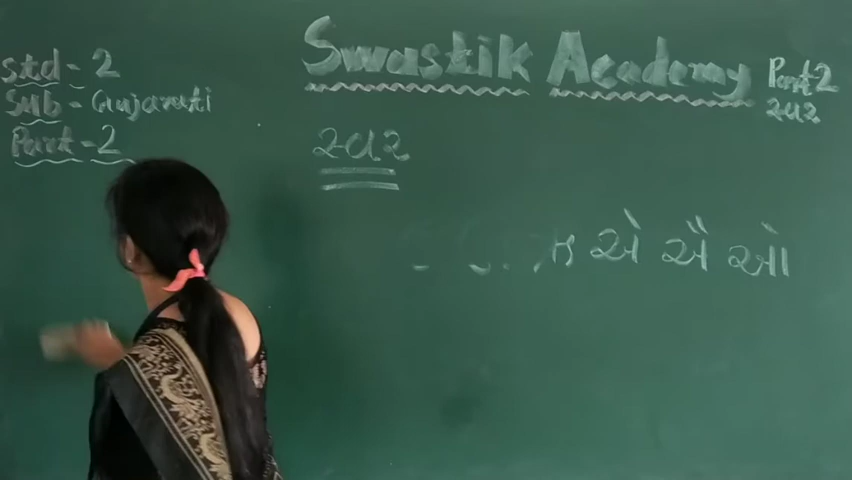 Swastik Academy
Part-2
સ્વર
std - 2
Sub - Gujarati
Part - 2
સ્વર
એ ઐ ઓ